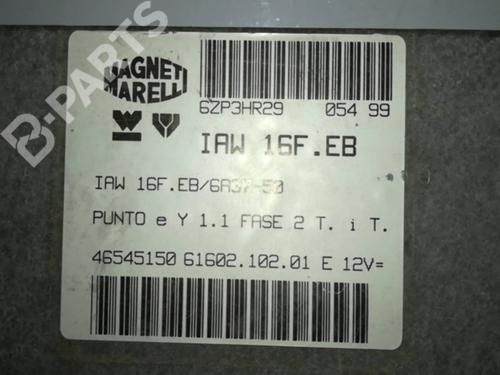 B-PARTS
MAGNETI
MARELLI
6ZP3HR29 054 99
IAW 16F.EB
IAW 16F.EB/6A37-50
PUNTO e Y 1.1 FASE 2 T. i T.
46545150 61602.102.01 E 12V=